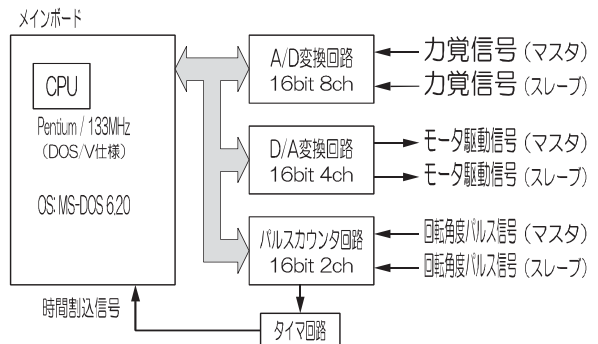 メインボード
CPU
Pentium / 133MHz
（DOS/V仕様）
OS: MS-DOS 6.20
A/D変換回路
16bit 8ch
力覚信号（マスタ）
力覚信号（スレーブ）
D/A変換回路
16bit 4ch
モータ駆動信号（マスタ）
モータ駆動信号（スレーブ）
パルスカウンタ回路
16bit 2ch
回転角度パルス信号（マスタ）
回転角度パルス信号（スレーブ）
時間割込信号
タイマ回路